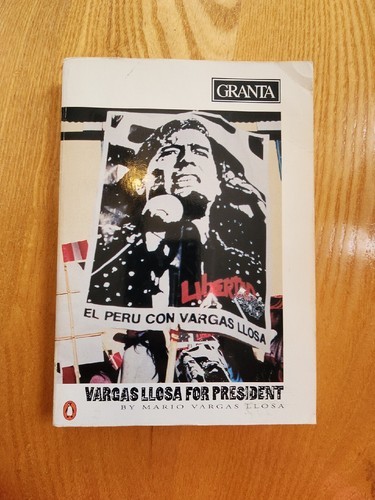 GRANTA
LIBERTAD
EL PERU CON VARGAS LLOSA
VARGAS LLOSA FOR PRESIDENT
BY MARIO VARGAS LLOSA